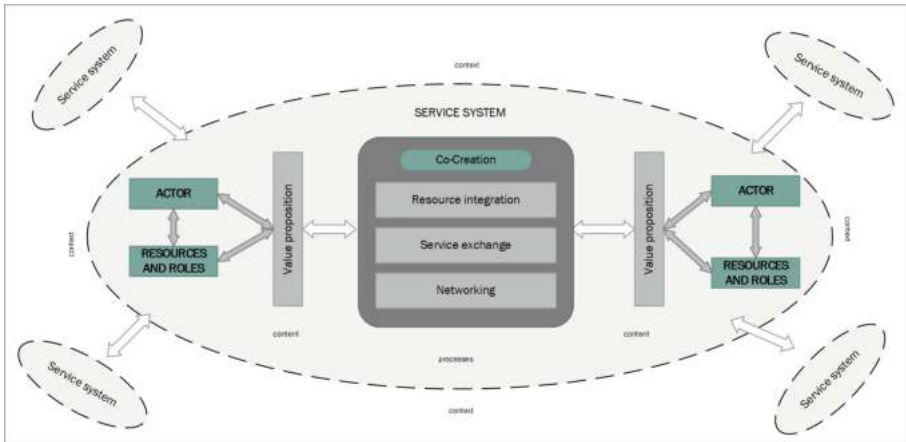 Service system
context
Service system
SERVICE SYSTEM
Co-Creation
ACTOR
Value proposition
Resource integration
Value proposition
ACTOR
context
Service exchange
context
RESOURCES
AND ROLES
RESOURCES
AND ROLES
Networking
content
content
processes
Service system
context
Service system